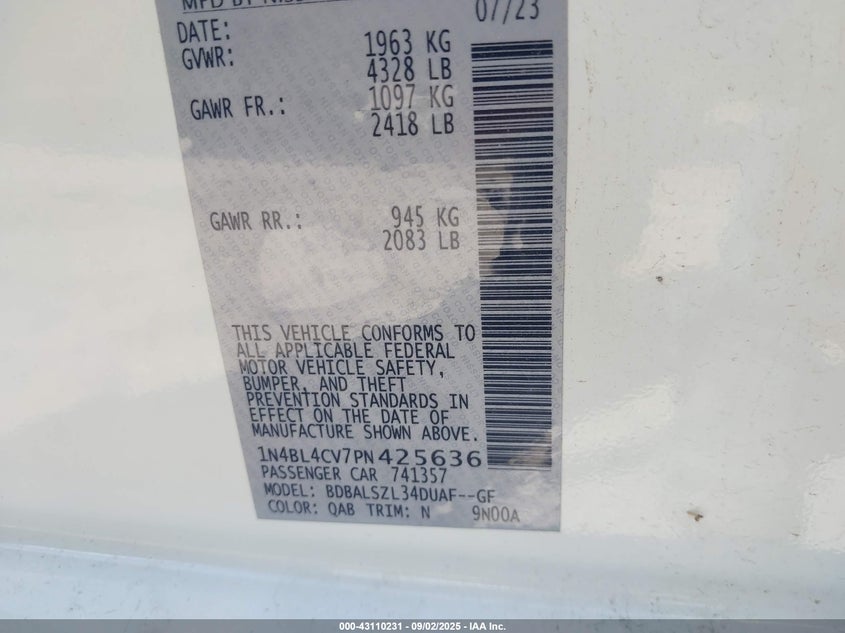 MFD BY NISS
DATE: 07/23
GVWR: 1963 KG
4328 LB
GAWR FR.: 1097 KG
2418 LB
GAWR RR.: 945 KG
2083 LB
THIS VEHICLE CONFORMS TO
ALL APPLICABLE FEDERAL
MOTOR VEHICLE SAFETY,
BUMPER, AND THEFT
PREVENTION STANDARDS IN
EFFECT ON THE DATE OF
MANUFACTURE SHOWN ABOVE.
1N4BL4CV7PN425636
PASSENGER CAR 741357
MODEL: BDBALSZL34DUAF--GF
COLOR: QAB TRIM: N 9N00A
000-43110231 - 09/02/2025 - IAA Inc.